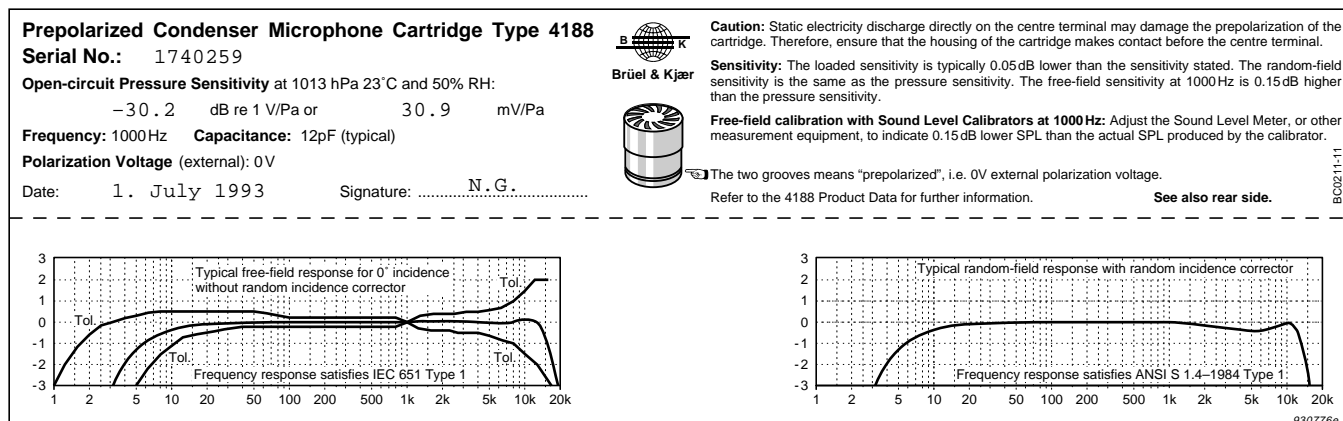 Prepolarized Condenser Microphone Cartridge Type 4188
Serial No.: 1740259
Open-circuit Pressure Sensitivity at 1013 hPa 23˚C and 50% RH:
−30.2 dB re 1 V/Pa or 30.9 mV/Pa
Frequency: 1000 Hz Capacitance: 12pF (typical)
Polarization Voltage (external): 0 V
Date: 1. July 1993 Signature: ....................................... N.G.
B K
Brüel & Kjær
Caution: Static electricity discharge directly on the centre terminal may damage the prepolarization of the
cartridge. Therefore, ensure that the housing of the cartridge makes contact before the centre terminal.
Sensitivity: The loaded sensitivity is typically 0.05 dB lower than the sensitivity stated. The random-field
sensitivity is the same as the pressure sensitivity. The free-field sensitivity at 1000 Hz is 0.15 dB higher
than the pressure sensitivity.
Free-field calibration with Sound Level Calibrators at 1000 Hz: Adjust the Sound Level Meter, or other
measurement equipment, to indicate 0.15 dB lower SPL than the actual SPL produced by the calibrator.
The two grooves means “prepolarized”, i.e. 0V external polarization voltage.
Refer to the 4188 Product Data for further information. See also rear side.
BC0211-11
Typical free-field response for 0˚ incidence
without random incidence corrector
Tol.
Tol.
Tol.
Tol.
Frequency response satisfies IEC 651 Type 1
3
2
1
0
-1
-2
-3
1 2 5 10 20 50 100 200 500 1k 2k 5k 10k 20k
Typical random-field response with random incidence corrector
Frequency response satisfies ANSI S 1.4–1984 Type 1
3
2
1
0
-1
-2
-3
1 2 5 10 20 50 100 200 500 1k 2k 5k 10k 20k
930776e